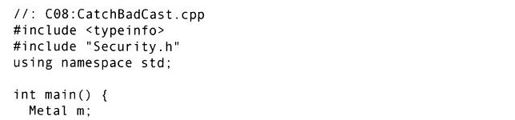 //: C08:CatchBadCast.cpp
#include <typeinfo>
#include "Security.h"
using namespace std;

int main() {
  Metal m;